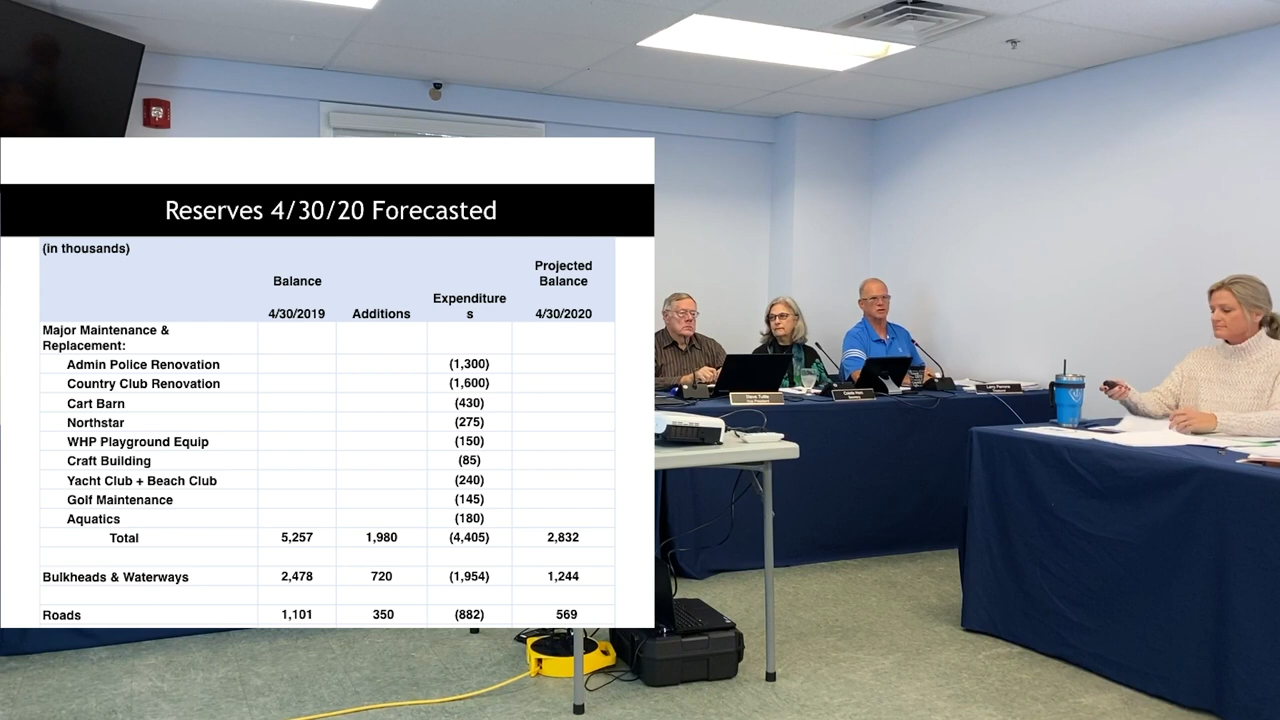 Reserves 4/30/20 Forecasted
(in thousands)
Projected
Balance Balance
Expenditure
4/30/2019 Additions s 4/30/2020
Major Maintenance &
Replacement:
Admin Police Renovation (1,300)
Country Club Renovation (1,600)
Cart Barn (430)
Northstar (275)
WHP Playground Equip (150)
Craft Building (85)
Yacht Club + Beach Club (240)
Golf Maintenance (145)
Aquatics (180)
Total 5,257 1,980 (4,405) 2,832
Bulkheads & Waterways 2,478 720 (1,954) 1,244
Roads 1,101 350 (882) 569
Steve Tuttle
Vice President
Secretary
Larry Perrone
Treasurer